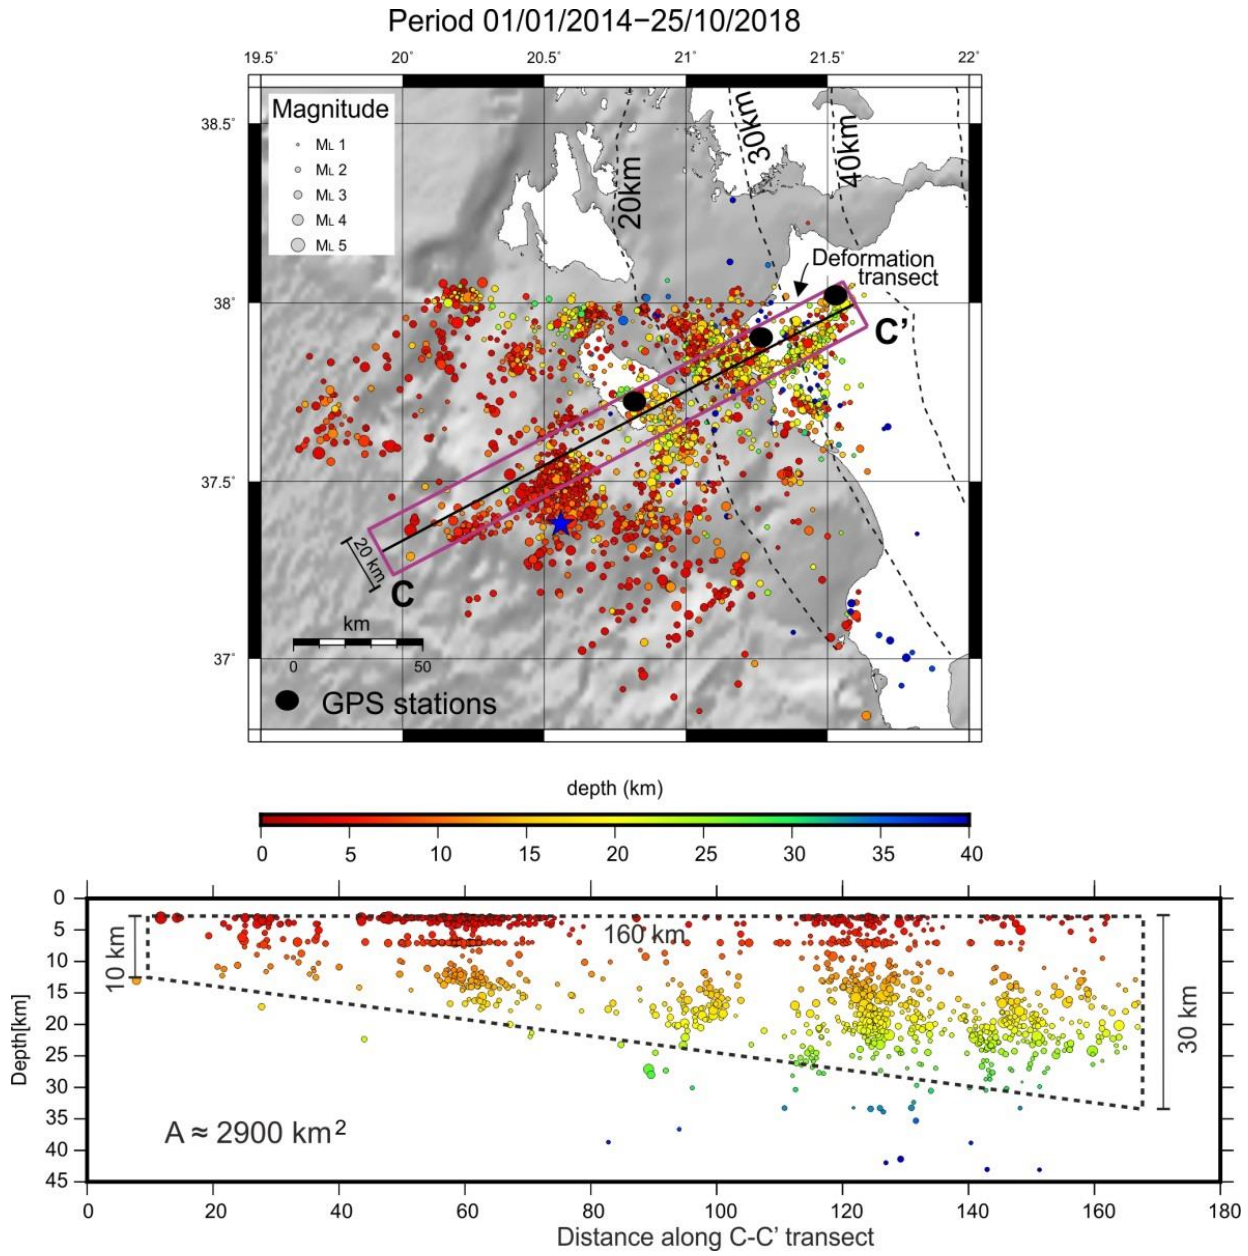 Period 01/01/2014−25/10/2018
19.5° 20° 20.5° 21° 21.5° 22°
Magnitude
ML 1
ML 2
ML 3
ML 4
ML 5
38.5°
38°
37.5°
37°
20km
30km
40km
Deformation
transect
C'
C
20 km
km
0 50
GPS stations
depth (km)
0 5 10 15 20 25 30 35 40
0
5
10
15
20
25
30
35
40
45
Depth[km]
10 km
160 km
30 km
A ≈ 2900 km²
0 20 40 60 80 100 120 140 160 180
Distance along C-C' transect